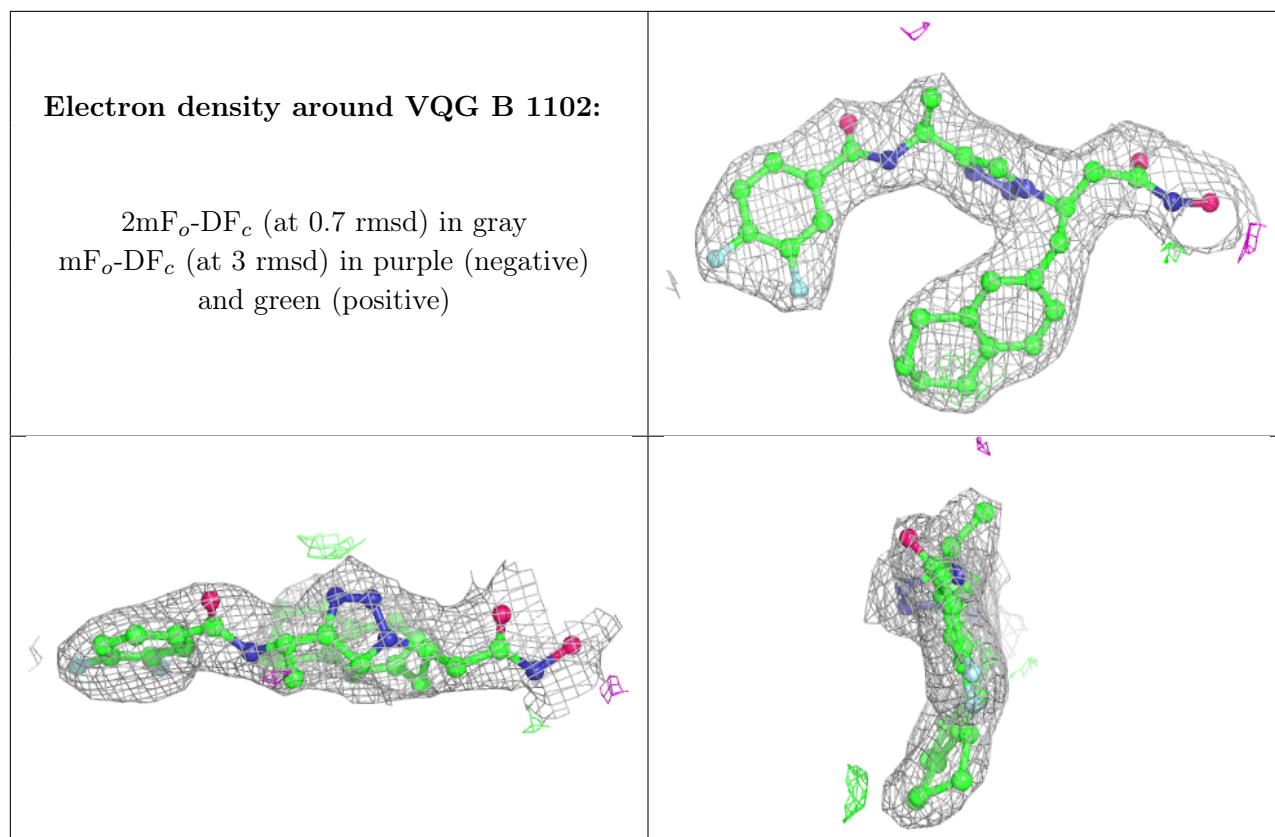 Electron density around VQG B 1102:
2mFo-DFc (at 0.7 rmsd) in gray
mFo-DFc (at 3 rmsd) in purple (negative)
and green (positive)